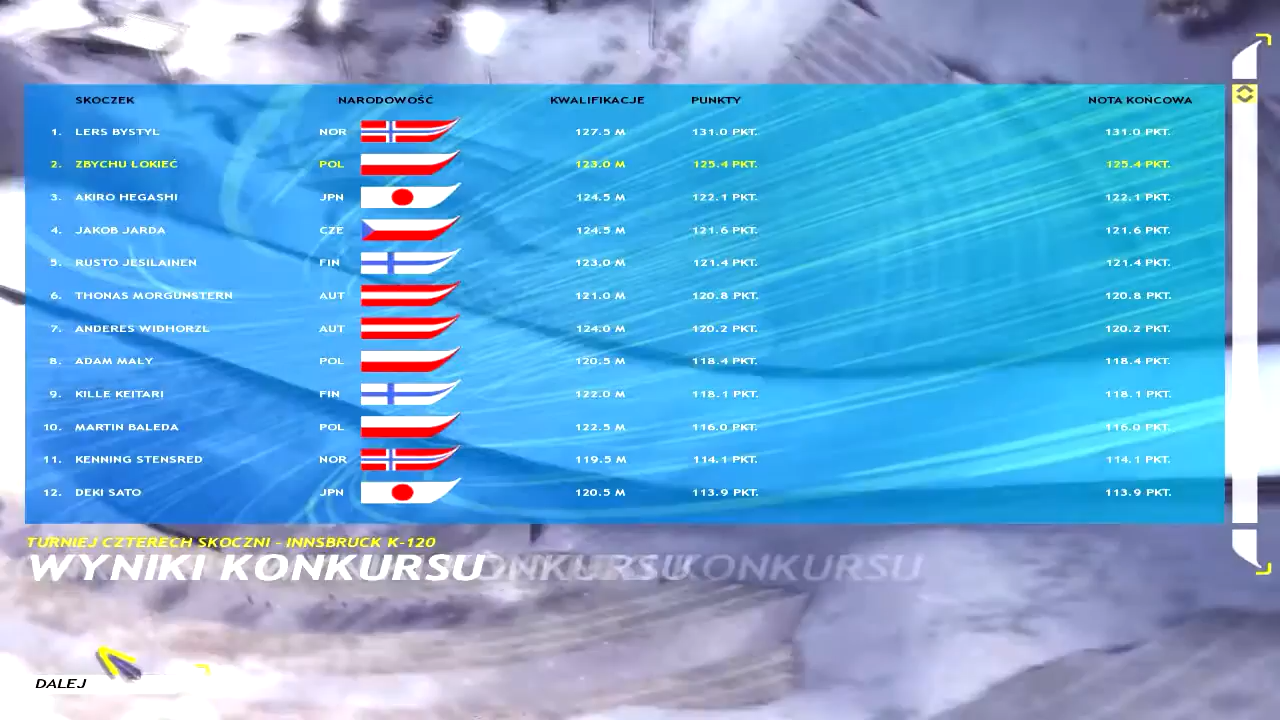 SKOCZEK NARODOWOŚĆ KWALIFIKACJE PUNKTY NOTA KOŃCOWA
1. LERS BYSTYL NOR 127.5 M 131.0 PKT. 131.0 PKT.
2. ZBYCHU ŁOKIEĆ POL 123.0 M 125.4 PKT. 125.4 PKT.
3. AKIRO HEGASHI JPN 124.5 M 122.1 PKT. 122.1 PKT.
4. JAKOB JARDA CZE 124.5 M 121.6 PKT. 121.6 PKT.
5. RUSTO JESILAINEN FIN 123.0 M 121.4 PKT. 121.4 PKT.
6. THONAS MORGUNSTERN AUT 121.0 M 120.8 PKT. 120.8 PKT.
7. ANDERES WIDHORZL AUT 124.0 M 120.2 PKT. 120.2 PKT.
8. ADAM MAŁY POL 120.5 M 118.4 PKT. 118.4 PKT.
9. KILLE KEITARI FIN 122.0 M 118.1 PKT. 118.1 PKT.
10. MARTIN BALEDA POL 122.5 M 116.0 PKT. 116.0 PKT.
11. KENNING STENSRED NOR 119.5 M 114.1 PKT. 114.1 PKT.
12. DEKI SATO JPN 120.5 M 113.9 PKT. 113.9 PKT.
TURNIEJ CZTERECH SKOCZNI - INNSBRUCK K-120
WYNIKI KONKURSU ONKURSU KONKURSU
DALEJ